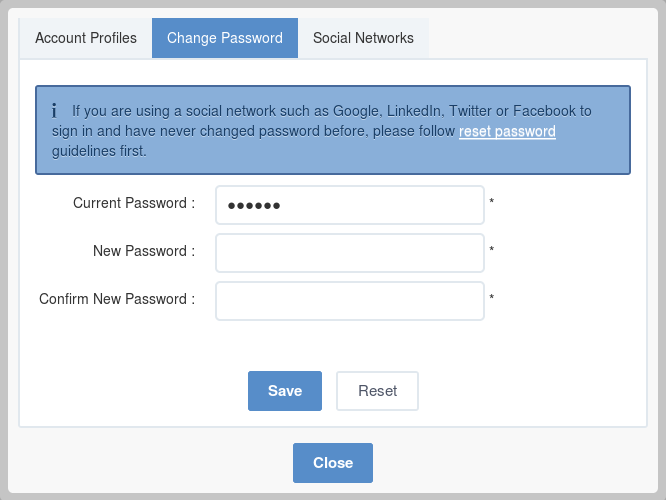 Account Profiles Change Password Social Networks
i If you are using a social network such as Google, LinkedIn, Twitter or Facebook to
sign in and have never changed password before, please follow reset password
guidelines first.
Current Password : ●●●●●● *
New Password : *
Confirm New Password : *
Save Reset
Close